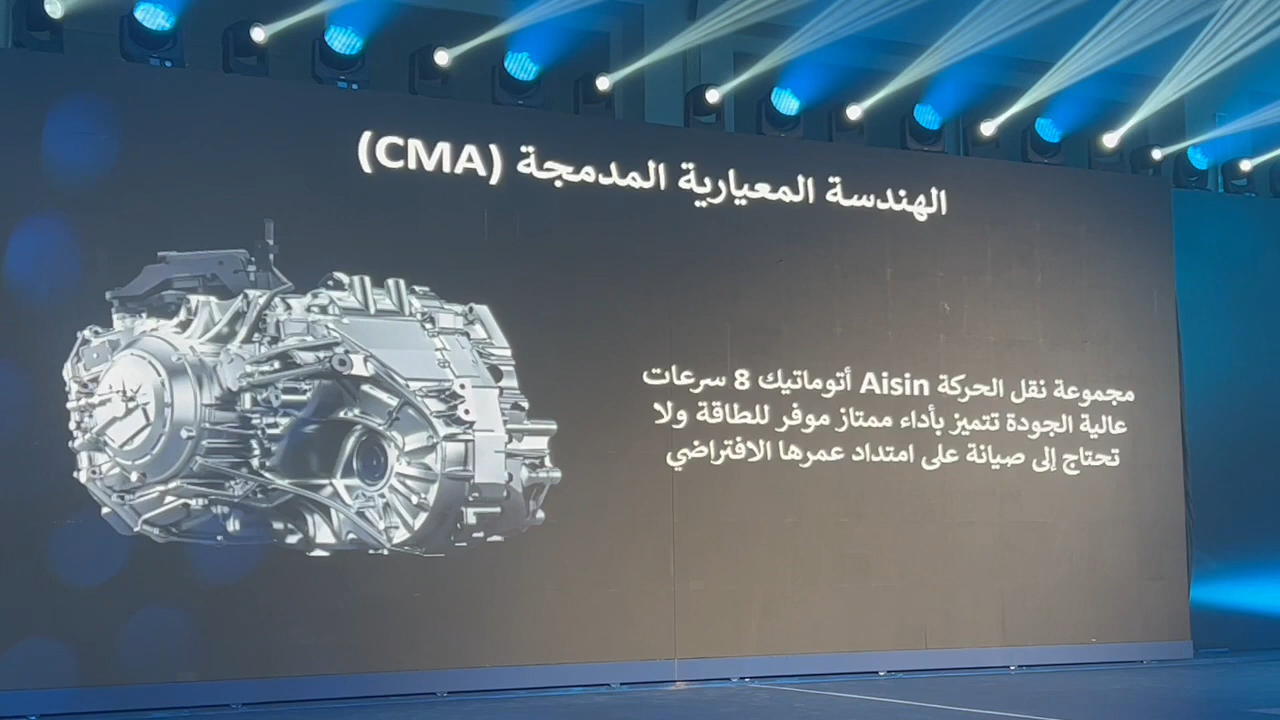 الهندسة المعيارية المدمجة (CMA)
مجموعة نقل الحركة Aisin أتوماتيك 8 سرعات
عالية الجودة تتميز بأداء ممتاز موفر للطاقة ولا
تحتاج إلى صيانة على امتداد عمرها الافتراضي